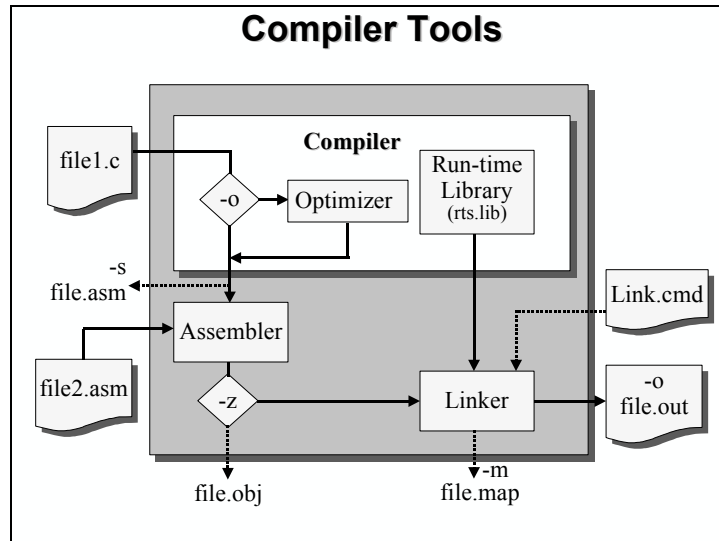 Compiler Tools
Compiler
file1.c
Run-time
Library
(rts.lib)
-o
Optimizer
-s
file.asm
Link.cmd
Assembler
file2.asm
-z
Linker
-o
file.out
file.obj
-m
file.map